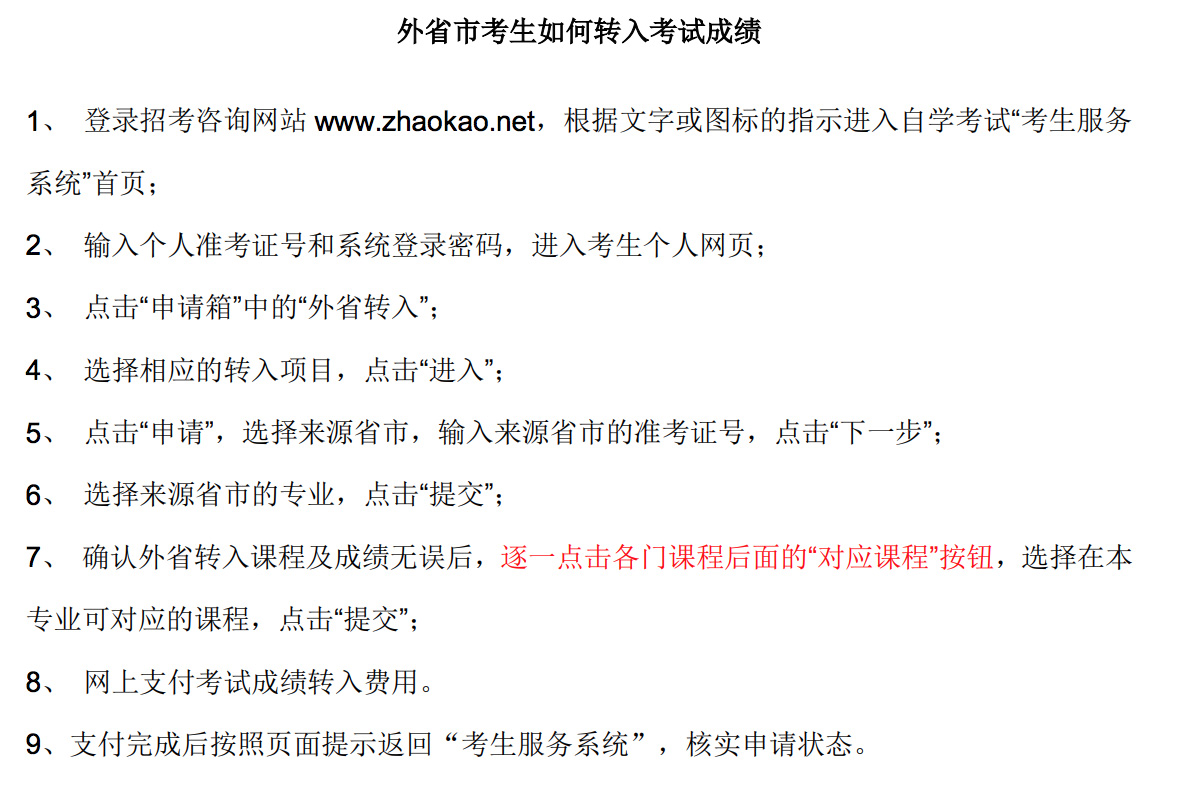 外省市考生如何转入考试成绩
1、 登录招考咨询网站 www.zhaokao.net，根据文字或图标的指示进入自学考试“考生服务
系统”首页；
2、 输入个人准考证号和系统登录密码，进入考生个人网页；
3、 点击“申请箱”中的“外省转入”；
4、 选择相应的转入项目，点击“进入”；
5、 点击“申请”，选择来源省市，输入来源省市的准考证号，点击“下一步”；
6、 选择来源省市的专业，点击“提交”；
7、 确认外省转入课程及成绩无误后，逐一点击各门课程后面的“对应课程”按钮，选择在本
专业可对应的课程，点击“提交”；
8、 网上支付考试成绩转入费用。
9、支付完成后按照页面提示返回“考生服务系统”，核实申请状态。